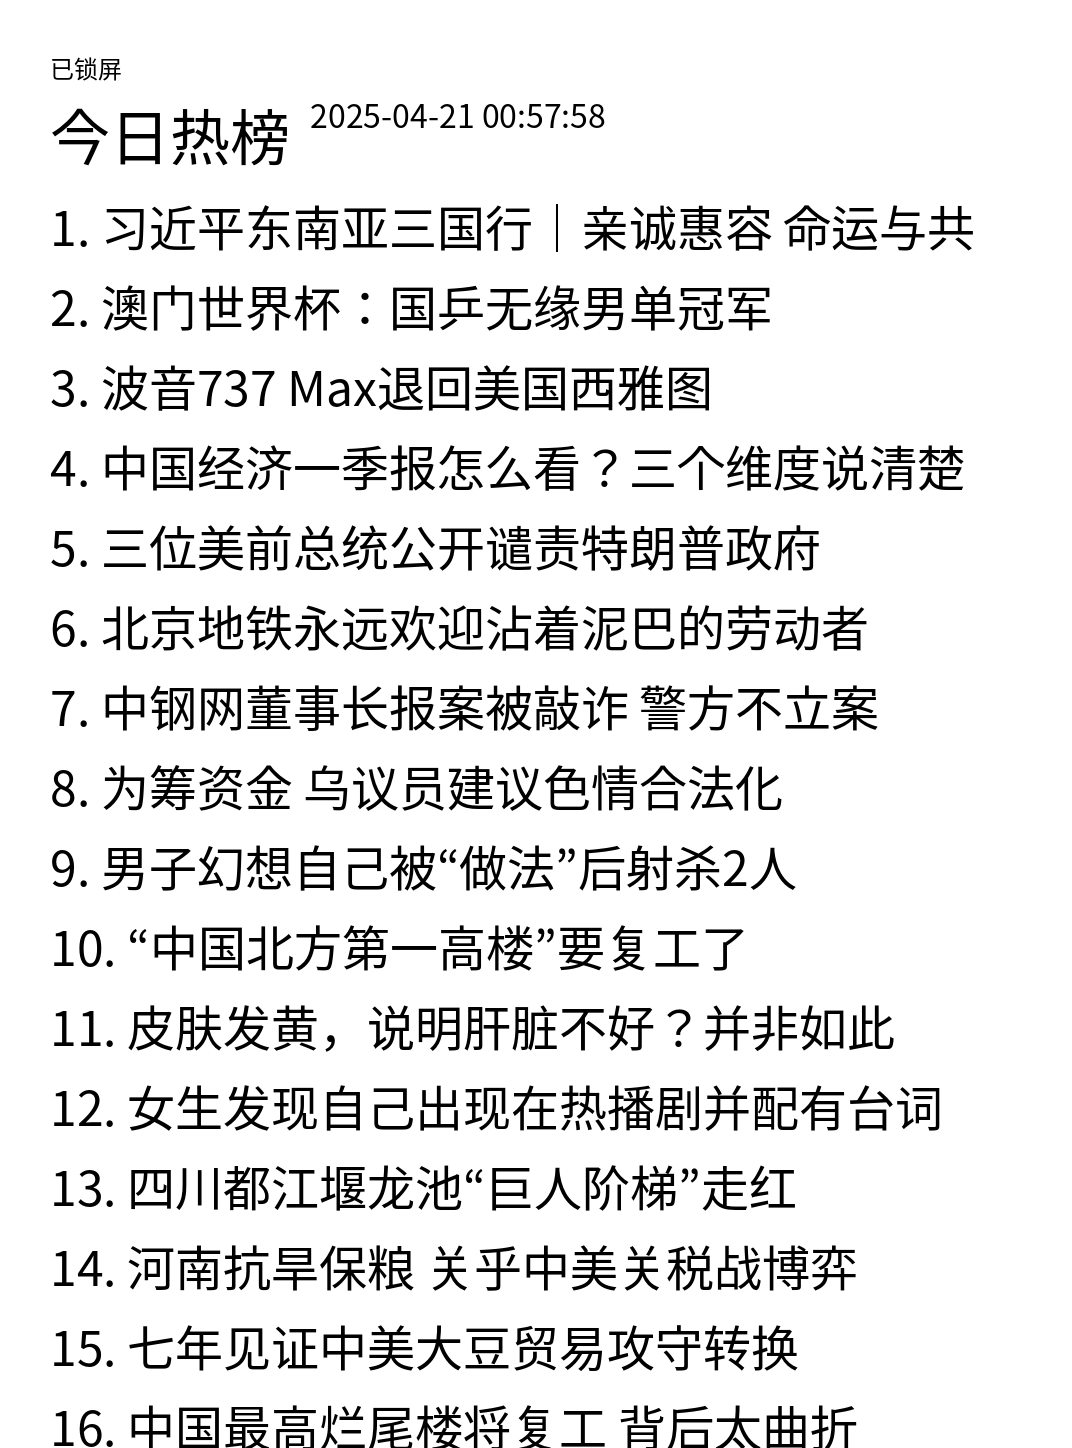 已锁屏
今日热榜 2025-04-21 00:57:58
1. 习近平东南亚三国行｜亲诚惠容 命运与共
2. 澳门世界杯：国乒无缘男单冠军
3. 波音737 Max退回美国西雅图
4. 中国经济一季报怎么看？三个维度说清楚
5. 三位美前总统公开谴责特朗普政府
6. 北京地铁永远欢迎沾着泥巴的劳动者
7. 中钢网董事长报案被敲诈 警方不立案
8. 为筹资金 乌议员建议色情合法化
9. 男子幻想自己被“做法”后射杀2人
10. “中国北方第一高楼”要复工了
11. 皮肤发黄，说明肝脏不好？并非如此
12. 女生发现自己出现在热播剧并配有台词
13. 四川都江堰龙池“巨人阶梯”走红
14. 河南抗旱保粮 关乎中美关税战博弈
15. 七年见证中美大豆贸易攻守转换
16. 中国最高烂尾楼将复工 背后太曲折